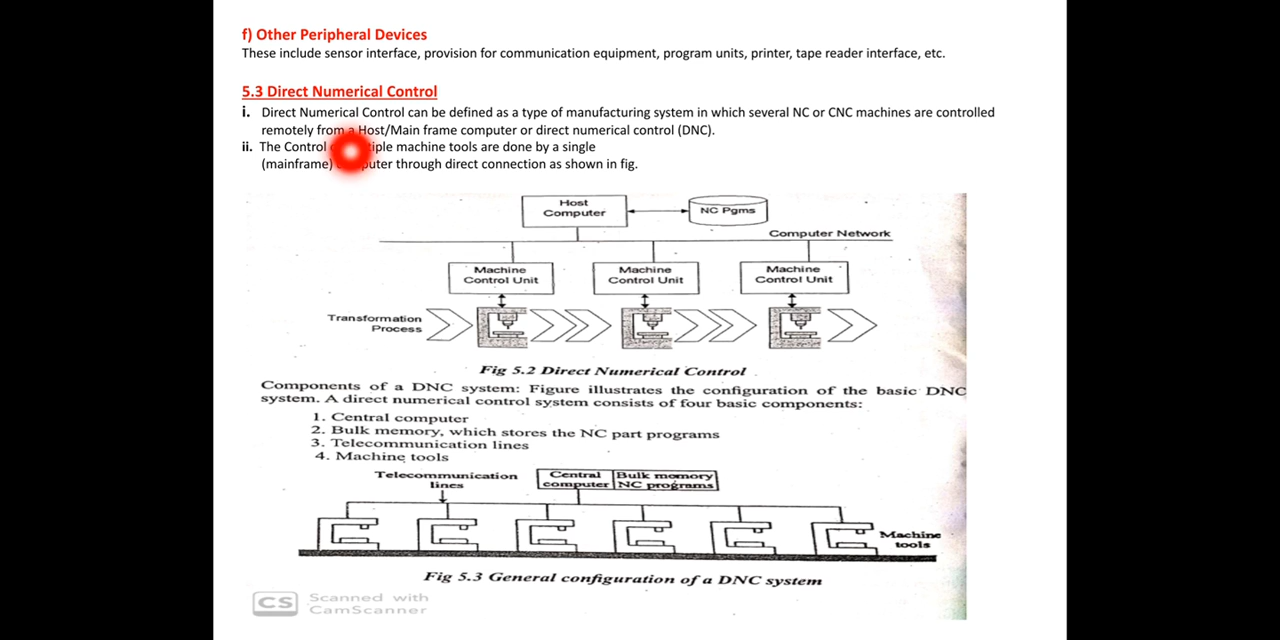 f) Other Peripheral Devices
These include sensor interface, provision for communication equipment, program units, printer, tape reader interface, etc.
5.3 Direct Numerical Control
i. Direct Numerical Control can be defined as a type of manufacturing system in which several NC or CNC machines are controlled
remotely from a Host/Main frame computer or direct numerical control (DNC).
ii. The Control machine tools are done by a single
(mainframe) through direct connection as shown in fig.
Host
Computer
NC Pgms
Computer Network
Machine
Control Unit
Machine
Control Unit
Machine
Control Unit
Transformation
Process
Fig 5.2 Direct Numerical Control
Components of a DNC system: Figure illustrates the configuration of the basic DNC
system. A direct numerical control system consists of four basic components:
1. Central computer
2. Bulk memory, which stores the NC part programs
3. Telecommunication lines
4. Machine tools
Telecommunication
lines
Central
computer
Bulk memory
NC programs
Machine
tools
Fig 5.3 General configuration of a DNC system
CS
Scanned with
CamScanner